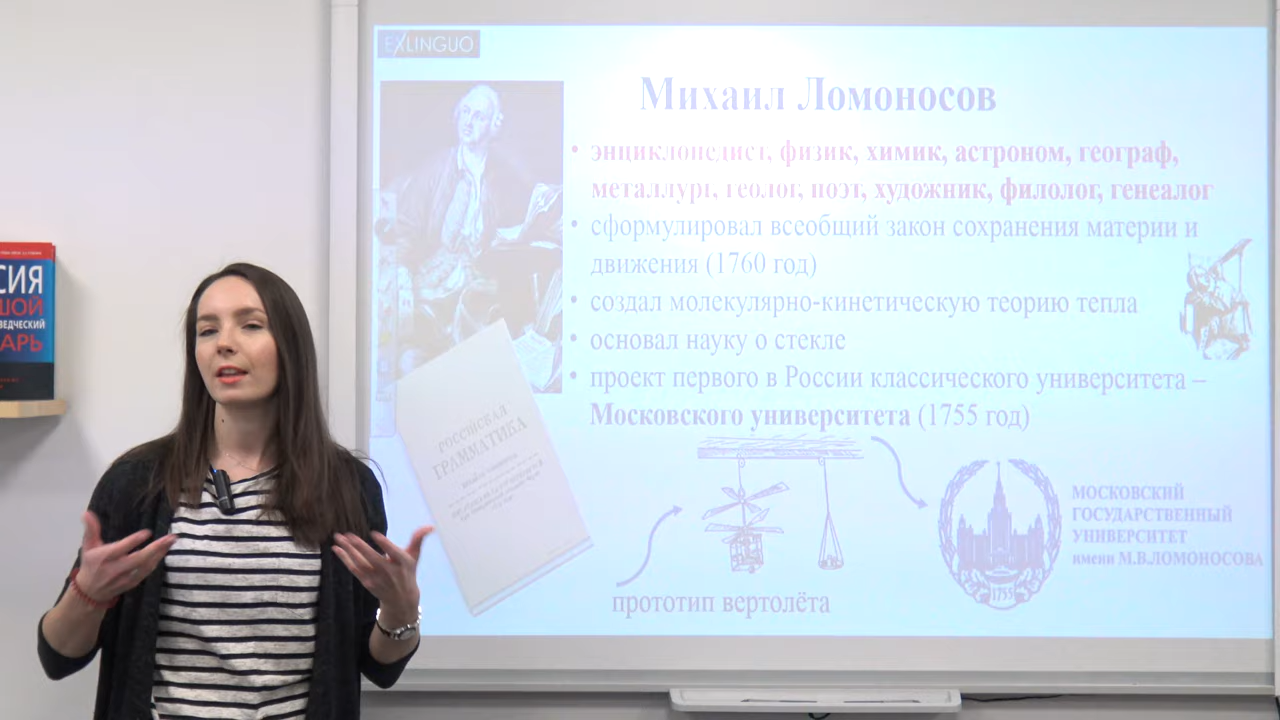 EXLINGUO
Михаил Ломоносов
• энциклопедист, физик, химик, астроном, географ,
металлург, геолог, поэт, художник, филолог, генеалог
• сформулировал всеобщий закон сохранения материи и
движения (1760 год)
• создал молекулярно-кинетическую теорию тепла
• основал науку о стекле
• проект первого в России классического университета –
Московского университета (1755 год)
РОССІЙСКАЯ
ГРАММАТИКА
прототип вертолёта
1755
МОСКОВСКИЙ
ГОСУДАРСТВЕННЫЙ
УНИВЕРСИТЕТ
имени М.В.ЛОМОНОСОВА
СИЯ
ШОЙ
ВЕДЧЕСКИЙ
АРЬ